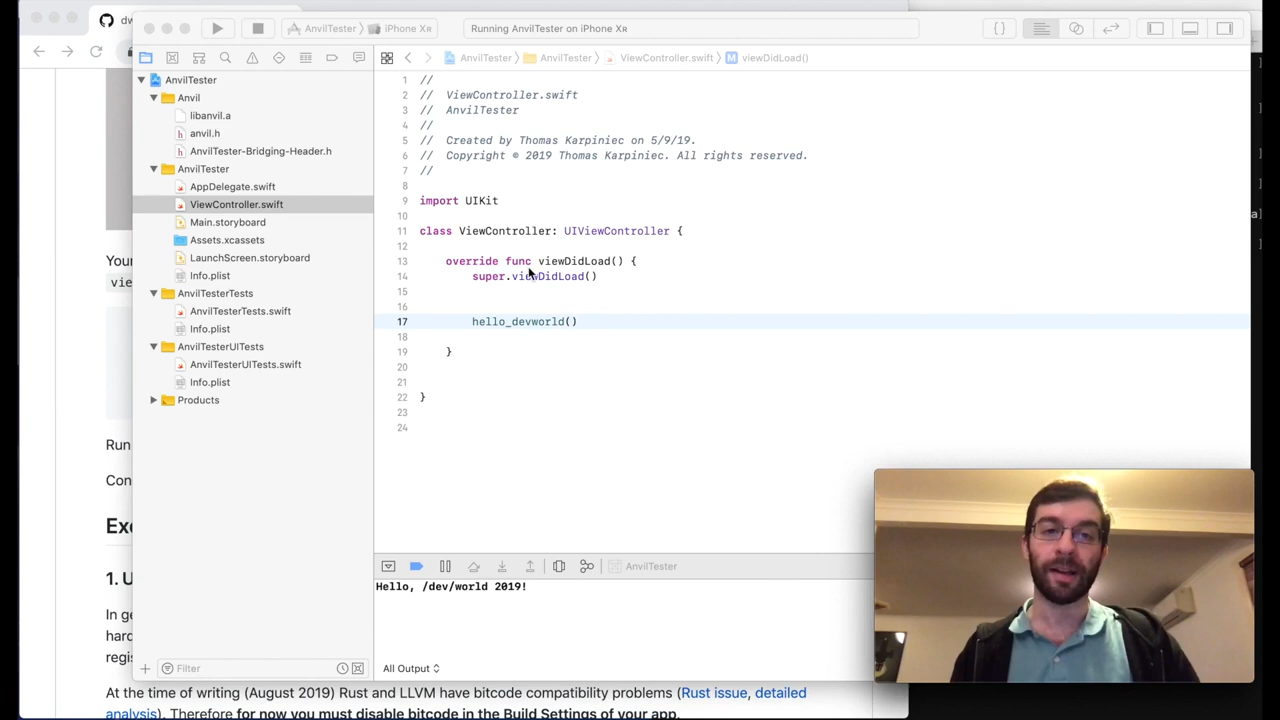 dw
AnvilTester
iPhone Xʀ
Running AnvilTester on iPhone Xʀ
{ }
AnvilTester
AnvilTester
ViewController.swift
M
viewDidLoad()
AnvilTester
Anvil
libanvil.a
anvil.h
AnvilTester-Bridging-Header.h
AnvilTester
AppDelegate.swift
ViewController.swift
Main.storyboard
Assets.xcassets
LaunchScreen.storyboard
Info.plist
AnvilTesterTests
AnvilTesterTests.swift
Info.plist
AnvilTesterUITests
AnvilTesterUITests.swift
Info.plist
Products
Filter
1 //
2 // ViewController.swift
3 // AnvilTester
4 //
5 // Created by Thomas Karpiniec on 5/9/19.
6 // Copyright © 2019 Thomas Karpiniec. All rights reserved.
7 //
8
9 import UIKit
10
11 class ViewController: UIViewController {
12
13 override func viewDidLoad() {
14 super.viewDidLoad()
15
16
17 hello_devworld()
18
19 }
20
21
22 }
23
24
AnvilTester
Hello, /dev/world 2019!
All Output
You
vie
Run
Con
Exe
1. U
In ge
hard
regis
At the time of writing (August 2019) Rust and LLVM have bitcode compatibility problems (Rust issue, detailed
analysis). Therefore for now you must disable bitcode in the Build Settings of your app.
a]